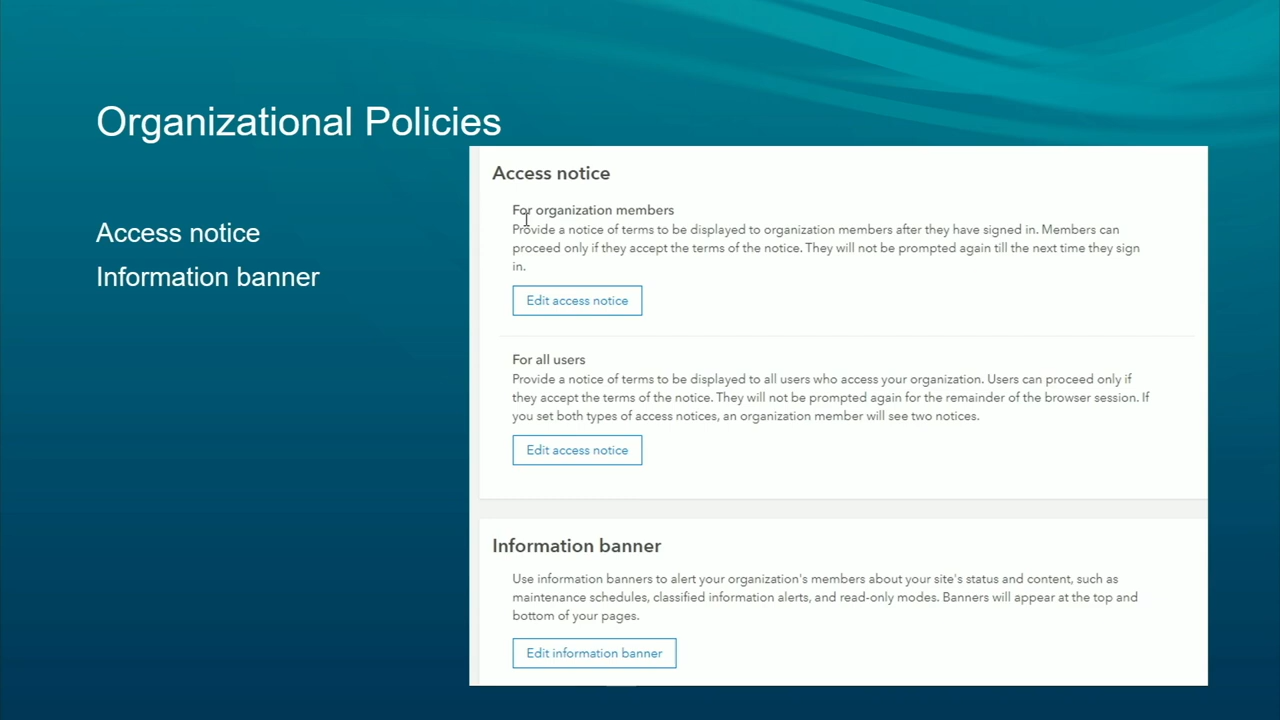 Organizational Policies
Access notice
Information banner
Access notice
For organization members
Provide a notice of terms to be displayed to organization members after they have signed in. Members can
proceed only if they accept the terms of the notice. They will not be prompted again till the next time they sign
in.
Edit access notice
For all users
Provide a notice of terms to be displayed to all users who access your organization. Users can proceed only if
they accept the terms of the notice. They will not be prompted again for the remainder of the browser session. If
you set both types of access notices, an organization member will see two notices.
Edit access notice
Information banner
Use information banners to alert your organization's members about your site's status and content, such as
maintenance schedules, classified information alerts, and read-only modes. Banners will appear at the top and
bottom of your pages.
Edit information banner